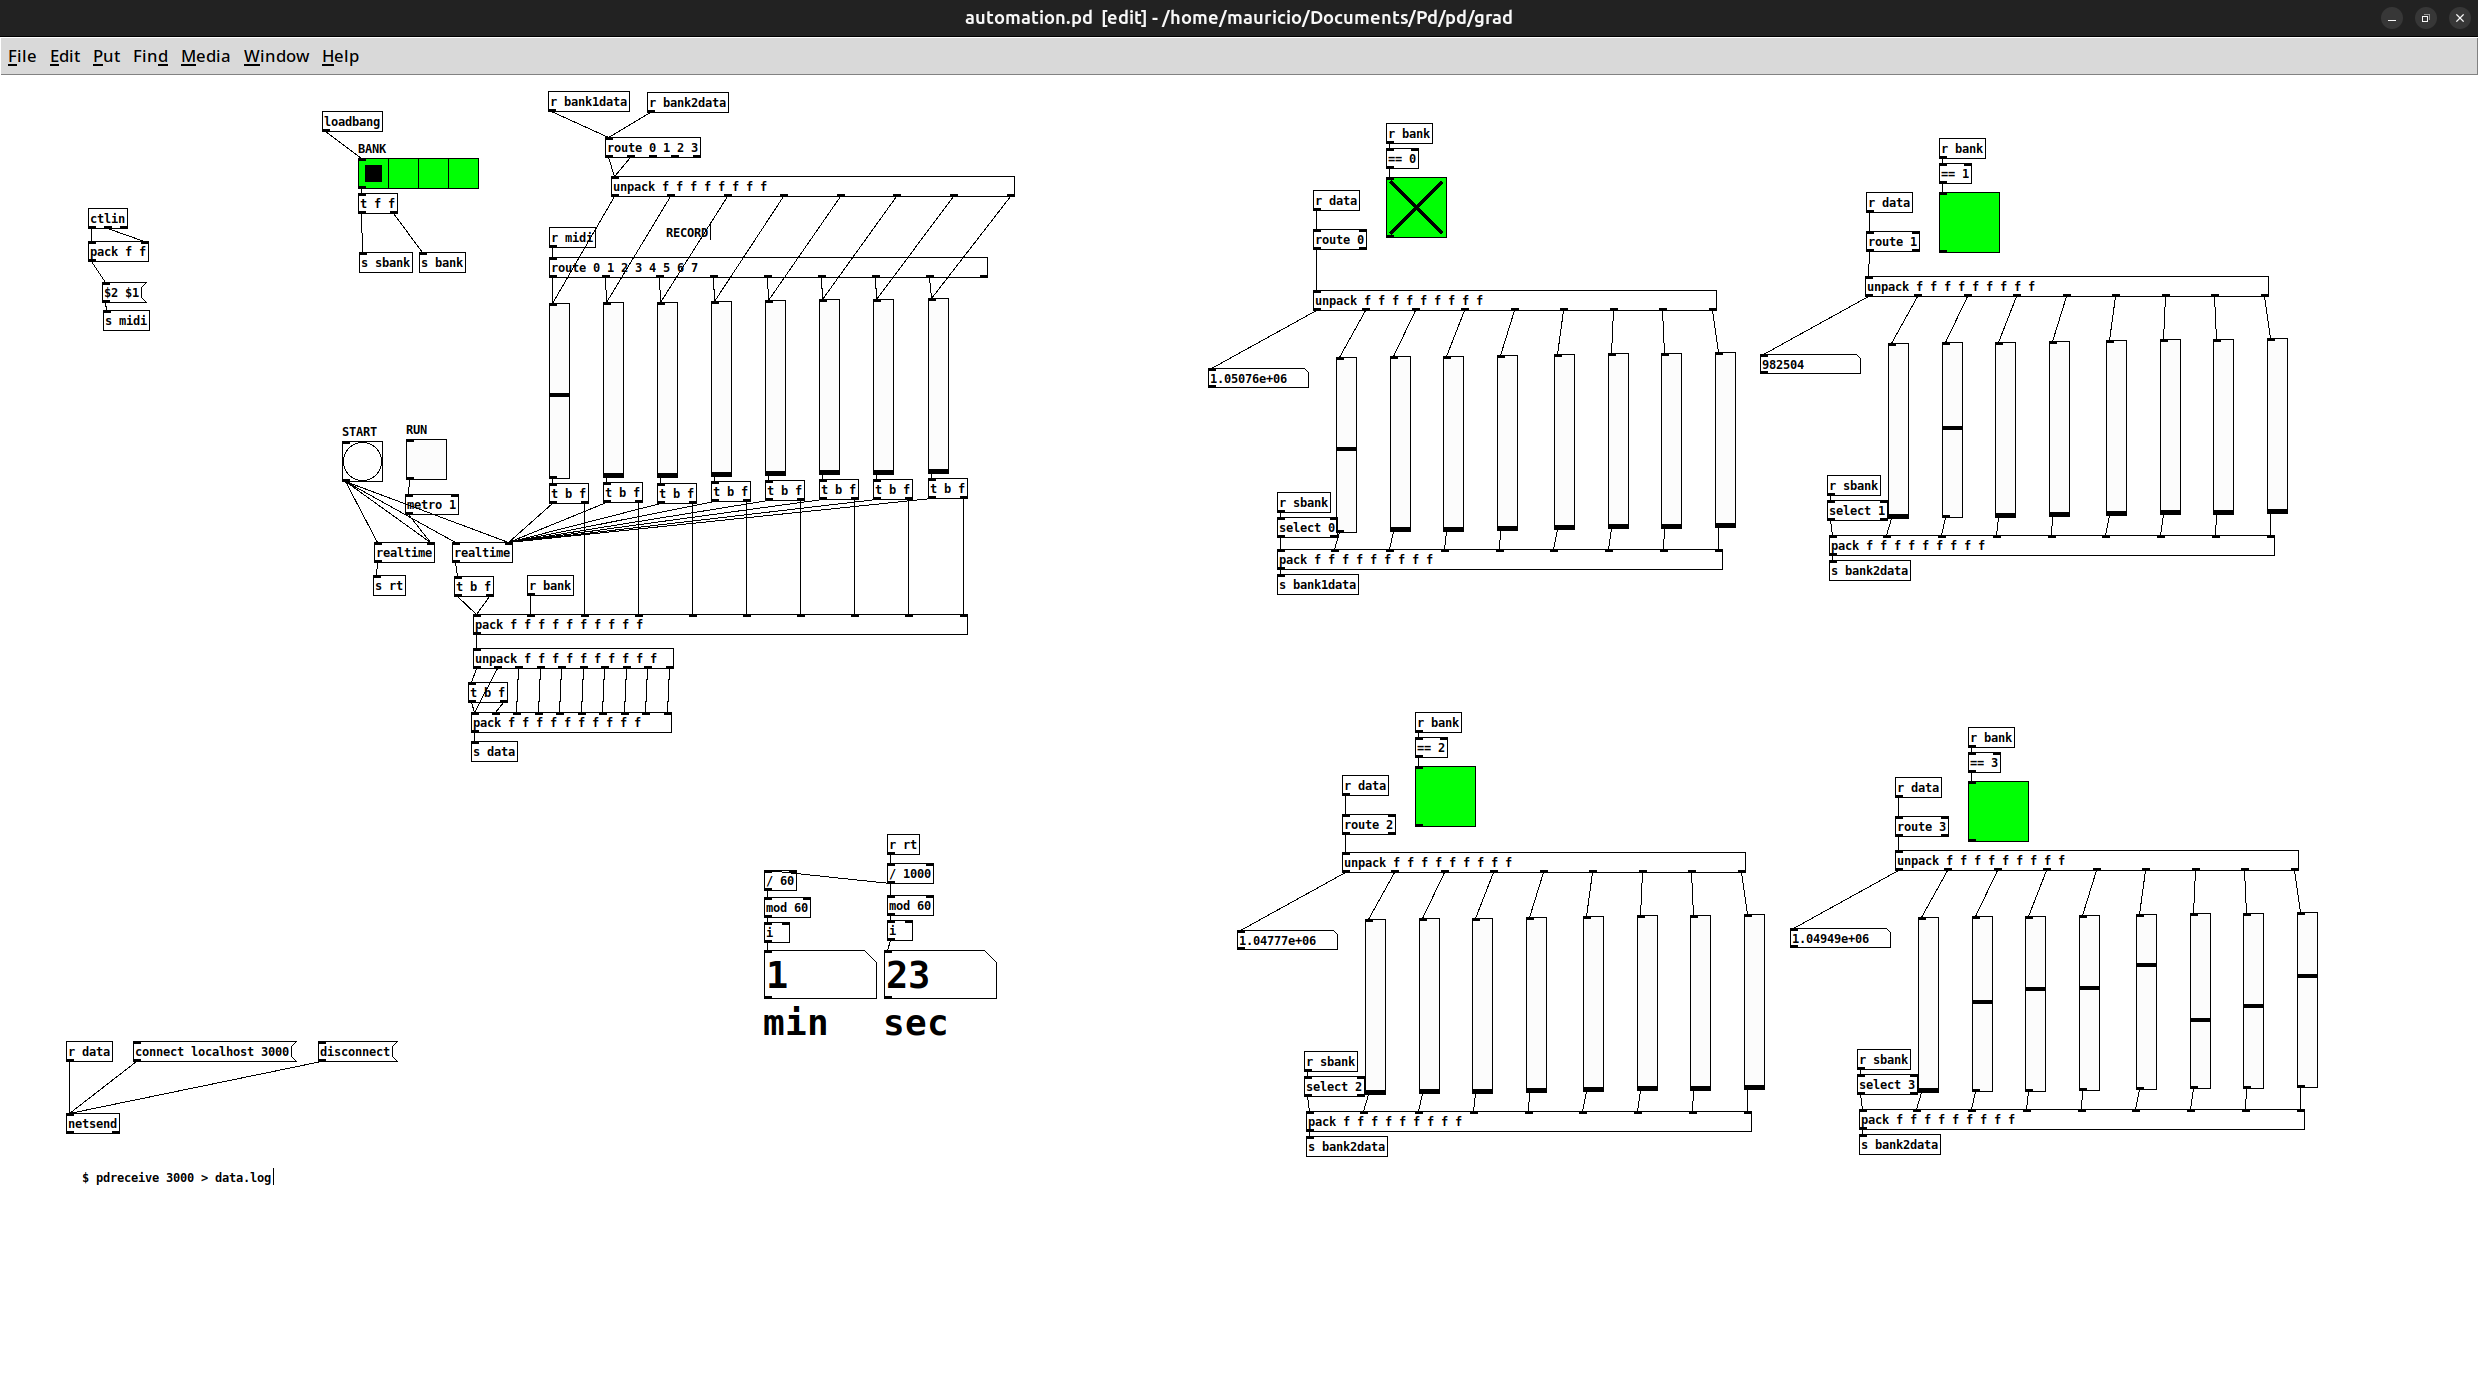 automation.pd [edit] - /home/mauricio/Documents/Pd/pd/grad
File Edit Put Find Media Window Help
ctlin
pack f f
$2 $1
s midi
loadbang
BANK
t f f
s sbank
s bank
r bank1data
r bank2data
route 0 1 2 3
unpack f f f f f f f f
r midi
RECORD
route 0 1 2 3 4 5 6 7
t b f
t b f
t b f
t b f
t b f
t b f
t b f
t b f
START
RUN
metro 1
realtime
realtime
s rt
t b f
r bank
pack f f f f f f f f f f
unpack f f f f f f f f f f
t b f
pack f f f f f f f f f f
s data
r rt
/ 60
/ 1000
mod 60
mod 60
i
i
1
23
min
sec
r data
connect localhost 3000
disconnect
netsend
$ pdreceive 3000 > data.log
r bank
== 0
r data
route 0
unpack f f f f f f f f f
1.05076e+06
r sbank
select 0
pack f f f f f f f f f
s bank1data
r bank
== 1
r data
route 1
unpack f f f f f f f f f
982504
r sbank
select 1
pack f f f f f f f f f
s bank2data
r bank
== 2
r data
route 2
unpack f f f f f f f f f
1.04777e+06
r sbank
select 2
pack f f f f f f f f f
s bank2data
r bank
== 3
r data
route 3
unpack f f f f f f f f f
1.04949e+06
r sbank
select 3
pack f f f f f f f f f
s bank2data